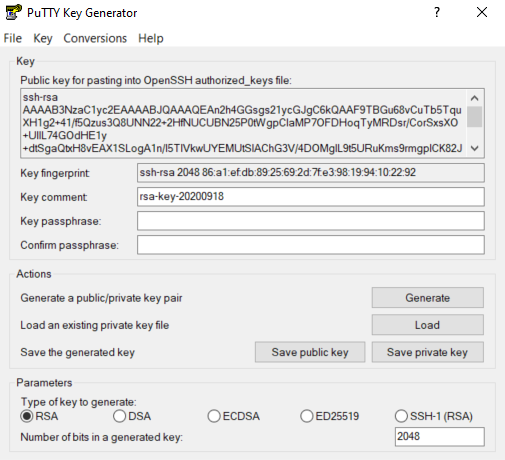 PuTTY Key Generator
File Key Conversions Help
Key
Public key for pasting into OpenSSH authorized_keys file:
ssh-rsa
AAAAB3NzaC1yc2EAAAABJQAAAQEAn2h4GGsgs21ycGJgC6kQAAF9TBGu68vCuTb5Tqu
XH1g2+41/f5Qzus3Q8UNN22+2HfNUCUBN25P0tWgpClaMP7OFDHoqTyMRDsr/CorSxsXO
+UIlL74GOdHE1y
+dtSgaQtxH8vEAX1SLogA1n/I5TIVkwUYEMUtSlAChG3V/4DOMglL9t5URuKms9rmgplCK82J
Key fingerprint: ssh-rsa 2048 86:a1:ef:db:89:25:69:2d:7f:e3:98:19:94:10:22:92
Key comment: rsa-key-20200918
Key passphrase:
Confirm passphrase:
Actions
Generate a public/private key pair Generate
Load an existing private key file Load
Save the generated key Save public key Save private key
Parameters
Type of key to generate:
RSA DSA ECDSA ED25519 SSH-1 (RSA)
Number of bits in a generated key: 2048